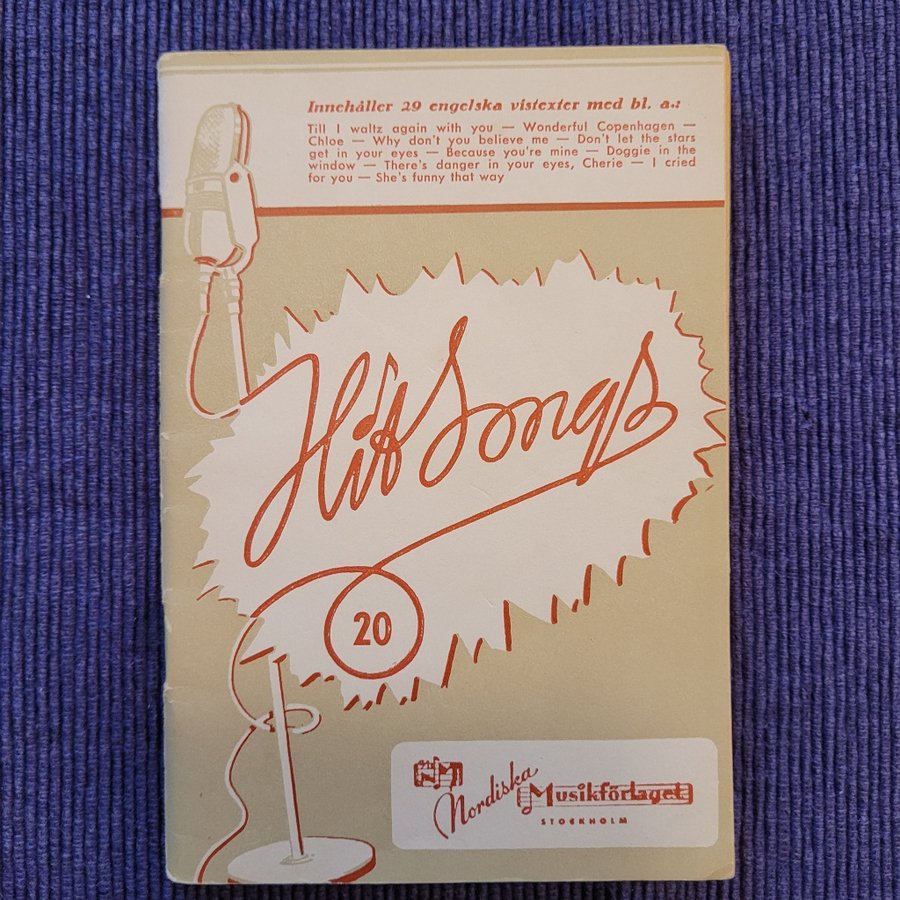 Innehåller 29 engelska vistexter med bl. a.:
Till I waltz again with you — Wonderful Copenhagen —
Chloe — Why don't you believe me — Don't let the stars
get in your eyes — Because you're mine — Doggie in the
window — There's danger in your eyes, Cherie — I cried
for you — She's funny that way
Hit Songs
20
NM
Nordiska Musikförlaget
STOCKHOLM